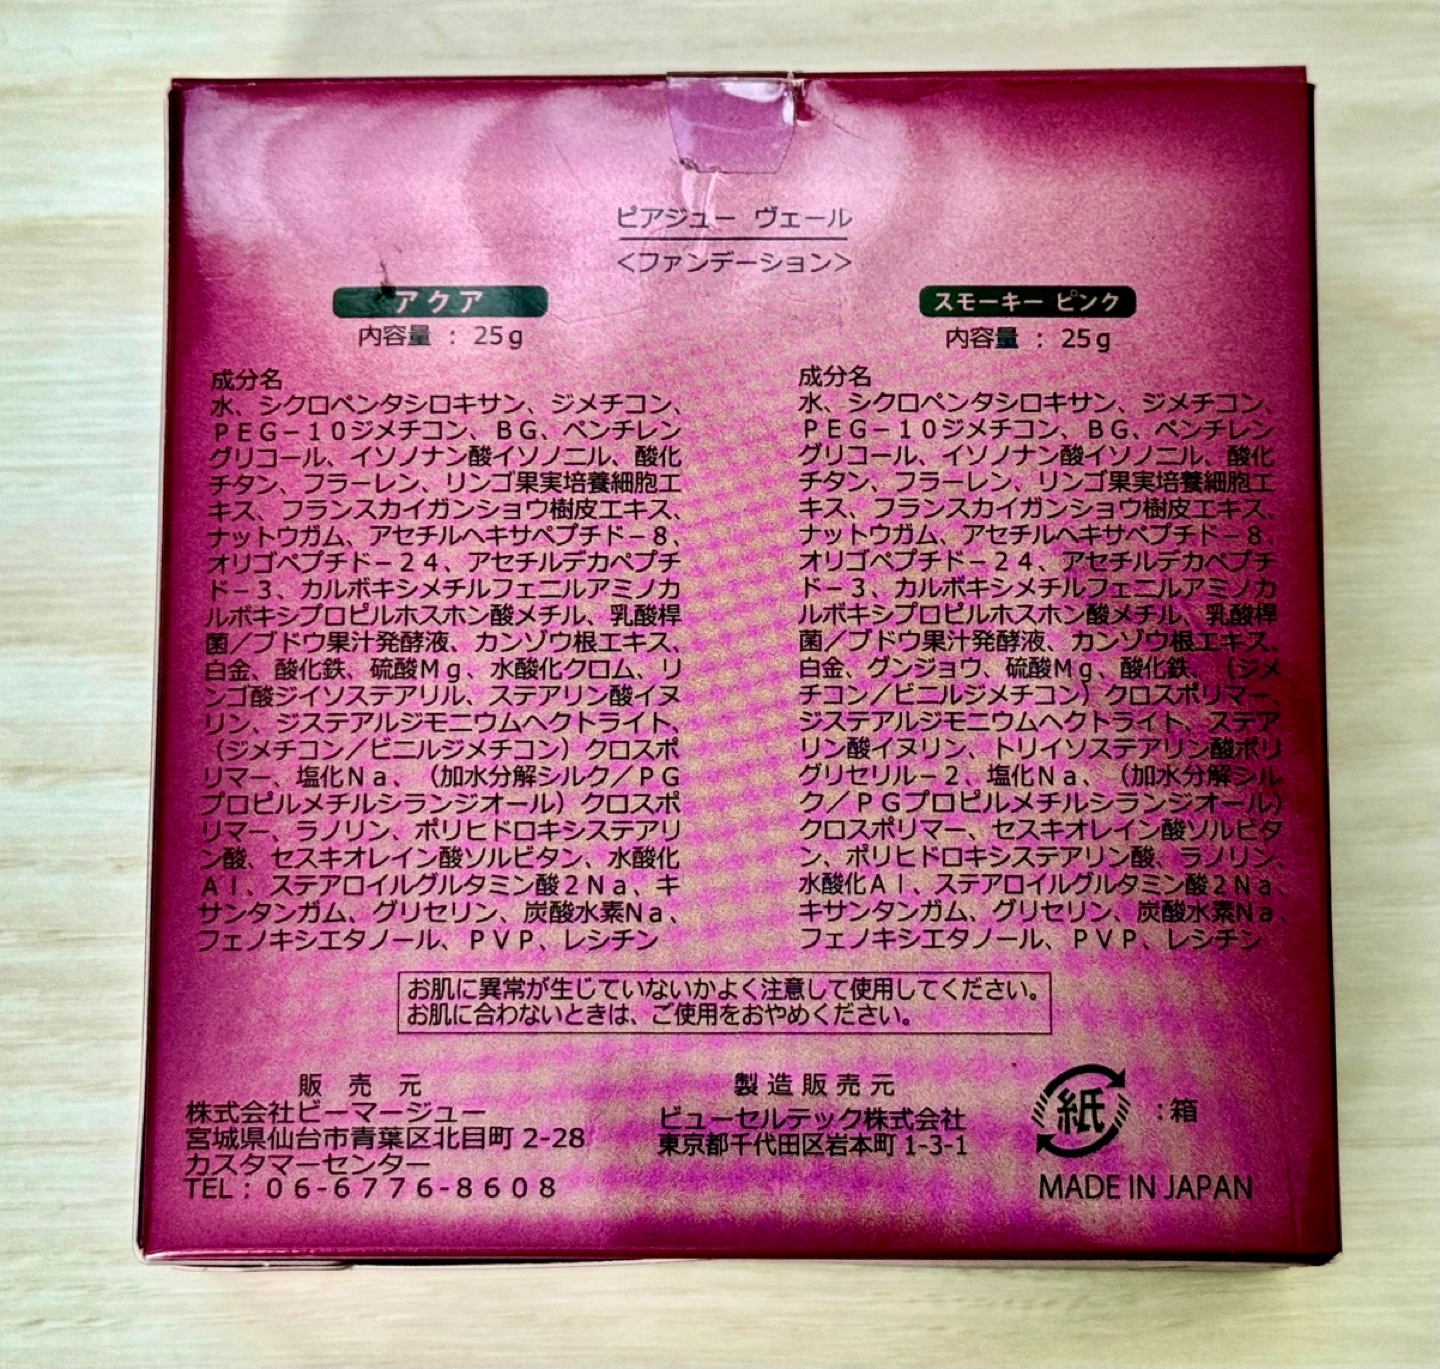 ピアジュー ヴェール
<ファンデーション>
アクア
内容量 : 25g
成分名
水、シクロペンタシロキサン、ジメチコン、
PEG-10ジメチコン、BG、ペンチレン
グリコール、イソノナン酸イソノニル、酸化
チタン、フラーレン、リンゴ果実培養細胞エ
キス、フランスカイガンショウ樹皮エキス、
ナットウガム、アセチルヘキサペプチド-8、
オリゴペプチド-24、アセチルデカペプチ
ド-3、カルボキシメチルフェニルアミノカ
ルボキシプロピルホスホン酸メチル、乳酸桿
菌/ブドウ果汁発酵液、カンゾウ根エキス、
白金、酸化鉄、硫酸Mg、水酸化クロム、リ
ンゴ酸ジイソステアリル、ステアリン酸イヌ
リン、ジステアルジモニウムヘクトライト、
(ジメチコン/ビニルジメチコン)クロスポ
リマー、塩化Na、(加水分解シルク/PG
プロピルメチルシランジオール)クロスポ
リマー、ラノリン、ポリヒドロキシステアリ
ン酸、セスキオレイン酸ソルビタン、水酸化
Al、ステアロイルグルタミン酸2Na、キ
サンタンガム、グリセリン、炭酸水素Na、
フェノキシエタノール、PVP、レシチン
スモーキー ピンク
内容量 : 25g
成分名
水、シクロペンタシロキサン、ジメチコン、
PEG-10ジメチコン、BG、ペンチレン
グリコール、イソノナン酸イソノニル、酸化
チタン、フラーレン、リンゴ果実培養細胞エ
キス、フランスカイガンショウ樹皮エキス、
ナットウガム、アセチルヘキサペプチド-8、
オリゴペプチド-24、アセチルデカペプチ
ド-3、カルボキシメチルフェニルアミノカ
ルボキシプロピルホスホン酸メチル、乳酸桿
菌/ブドウ果汁発酵液、カンゾウ根エキス、
白金、グンジョウ、硫酸Mg、酸化鉄、(ジメ
チコン/ビニルジメチコン)クロスポリマー、
ジステアルジモニウムヘクトライト、ステア
リン酸イヌリン、トリイソステアリン酸ポリ
グリセリル-2、塩化Na、(加水分解シル
ク/PGプロピルメチルシランジオール)
クロスポリマー、セスキオレイン酸ソルビタ
ン、ポリヒドロキシステアリン酸、ラノリン、
水酸化Al、ステアロイルグルタミン酸2Na、
キサンタンガム、グリセリン、炭酸水素Na、
フェノキシエタノール、PVP、レシチン
お肌に異常が生じていないかよく注意して使用してください。
お肌に合わないときは、ご使用をおやめください。
販売元
株式会社ビーマージュー
宮城県仙台市青葉区北目町 2-28
カスタマーセンター
TEL:06-6776-8608
製造販売元
ビューセルテック株式会社
東京都千代田区岩本町 1-3-1
紙 :箱
MADE IN JAPAN